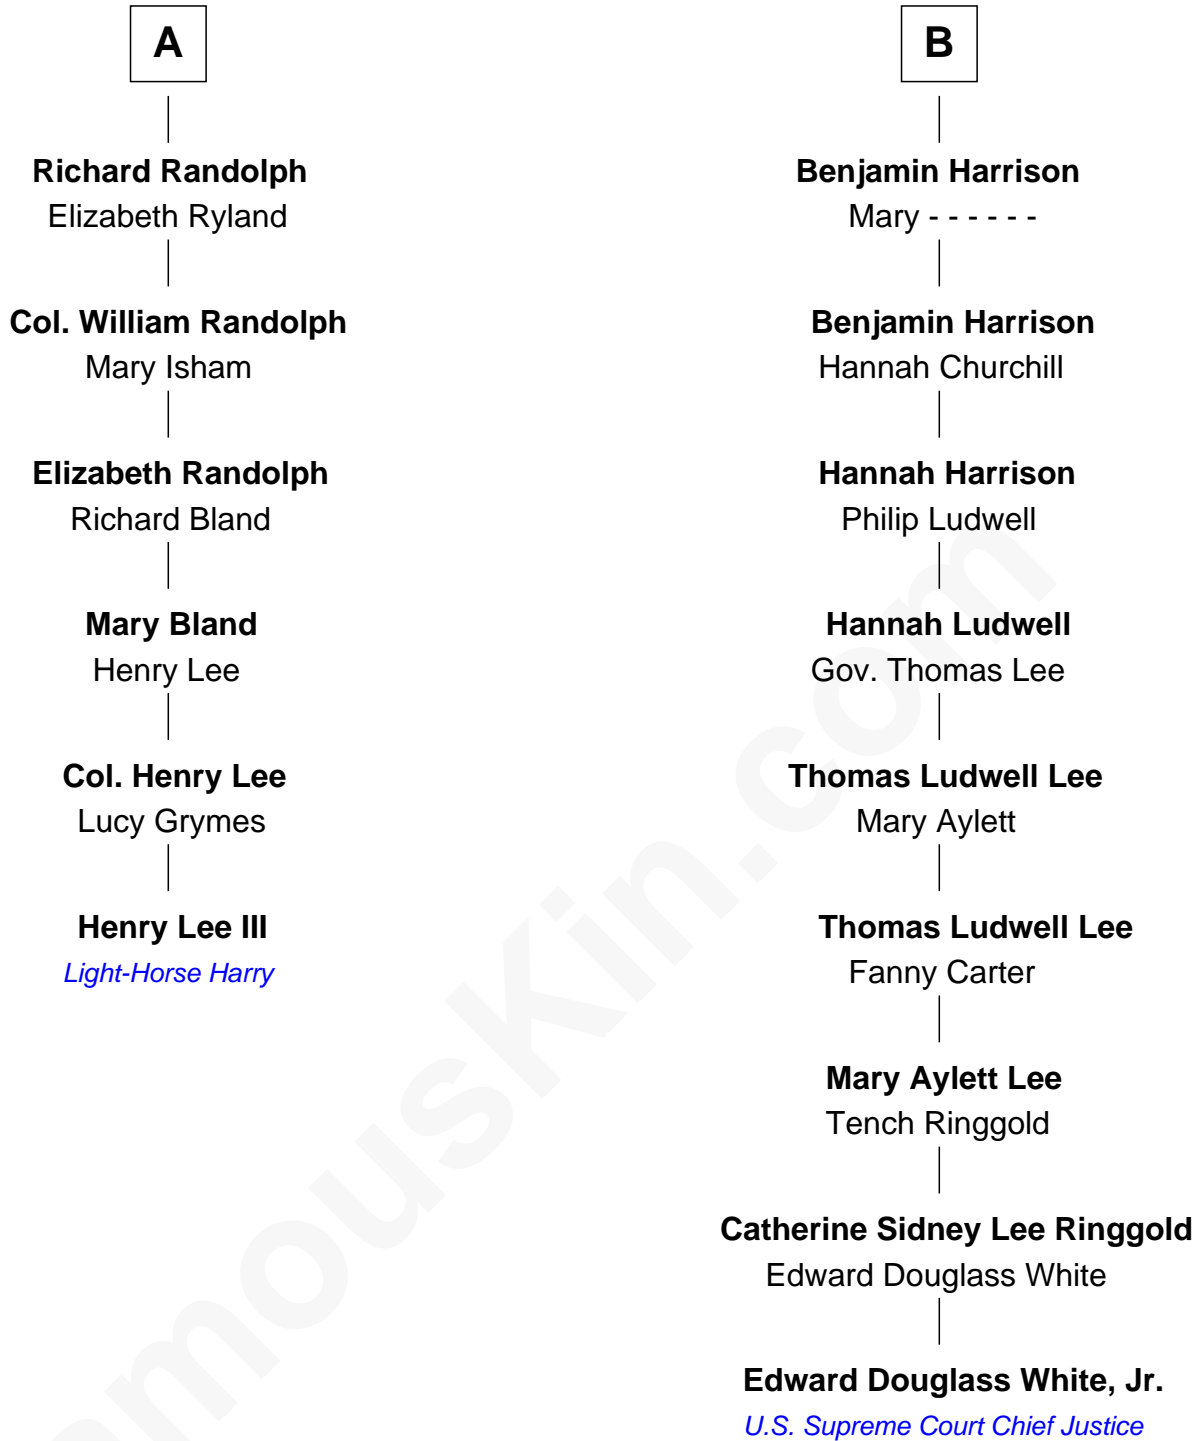 A
Richard Randolph
Elizabeth Ryland
Col. William Randolph
Mary Isham
Elizabeth Randolph
Richard Bland
Mary Bland
Henry Lee
Col. Henry Lee
Lucy Grymes
Henry Lee III
Light-Horse Harry
B
Benjamin Harrison
Mary - - - - - -
Benjamin Harrison
Hannah Churchill
Hannah Harrison
Philip Ludwell
Hannah Ludwell
Gov. Thomas Lee
Thomas Ludwell Lee
Mary Aylett
Thomas Ludwell Lee
Fanny Carter
Mary Aylett Lee
Tench Ringgold
Catherine Sidney Lee Ringgold
Edward Douglass White
Edward Douglass White, Jr.
U.S. Supreme Court Chief Justice
amousKin.com